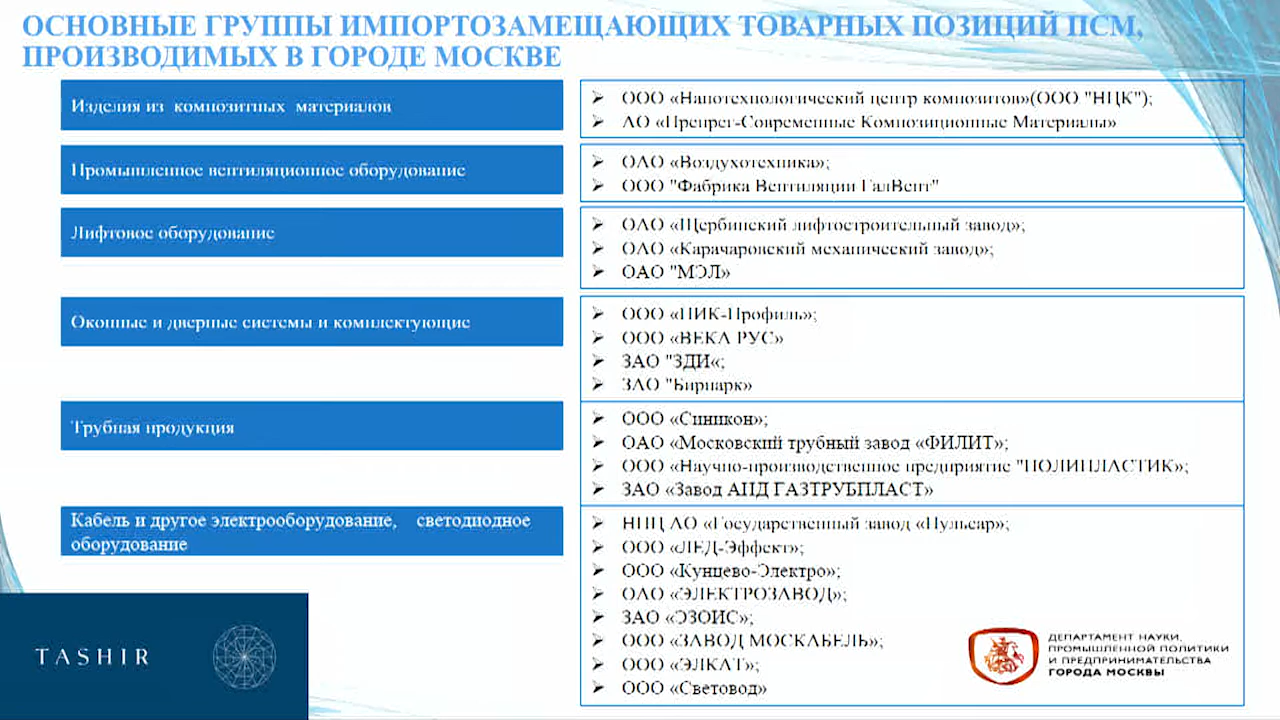 ОСНОВНЫЕ ГРУППЫ ИМПОРТОЗАМЕЩАЮЩИХ ТОВАРНЫХ ПОЗИЦИЙ ПСМ,
ПРОИЗВОДИМЫХ В ГОРОДЕ МОСКВЕ
Изделия из композитных материалов
ООО «Нанотехнологический центр композитов»(ООО "НЦК");
АО «Препрег-Современные Композиционные Материалы»
Промышленное вентиляционное оборудование
ОАО «Воздухотехника»;
ООО "Фабрика Вентиляции ГалВент"
Лифтовое оборудование
ОАО «Щербинский лифтостроительный завод»;
ОАО «Карачаровский механический завод»;
ОАО "МЭЛ»
Оконные и дверные системы и комплектующие
ООО «ПИК-Профиль»;
ООО «ВЕКА РУС»
ЗАО "ЗДИ«;
ЗАО "Бирпарк»
Трубная продукция
ООО «Синикон»;
ОАО «Московский трубный завод «ФИЛИТ»;
ООО «Научно-производственное предприятие "ПОЛИПЛАСТИК»;
ЗАО «Завод АНД ГАЗТРУБПЛАСТ»
Кабель и другое электрооборудование, светодиодное
оборудование
НПЦ АО «Государственный завод «Пульсар»;
ООО «ЛЕД-Эффект»;
ООО «Кунцево-Электро»;
ОАО «ЭЛЕКТРОЗАВОД»;
ЗАО «ЭЗОИС»;
ООО «ЗАВОД МОСКАБЕЛЬ»;
ООО «ЭЛКАТ»;
ООО «Световод»
TASHIR
ДЕПАРТАМЕНТ НАУКИ,
ПРОМЫШЛЕННОЙ ПОЛИТИКИ
И ПРЕДПРИНИМАТЕЛЬСТВА
ГОРОДА МОСКВЫ